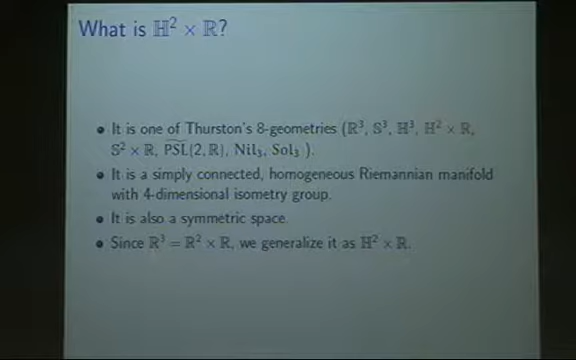 What is ℍ² × ℝ?
• It is one of Thurston's 8-geometries (ℝ³, 𝕊³, ℍ³, ℍ² × ℝ,
𝕊² × ℝ, P̃SL(2, ℝ), Nil₃, Sol₃ ).
• It is a simply connected, homogeneous Riemannian manifold
with 4-dimensional isometry group.
• It is also a symmetric space.
• Since ℝ³ = ℝ² × ℝ, we generalize it as ℍ² × ℝ.